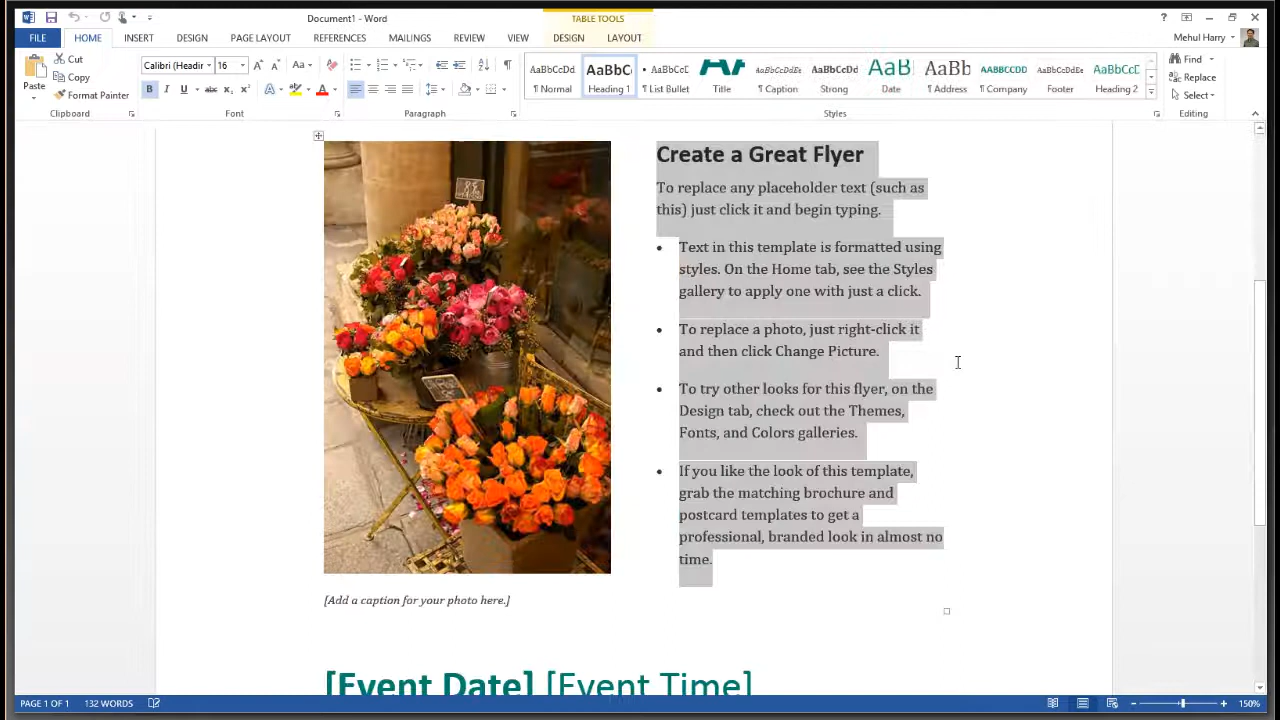 Document1 - Word
TABLE TOOLS
FILE
HOME
INSERT
DESIGN
PAGE LAYOUT
REFERENCES
MAILINGS
REVIEW
VIEW
DESIGN
LAYOUT
Mehul Harry
Paste
Cut
Copy
Format Painter
Clipboard
Calibri (Headir
16
Font
Paragraph
AaBbCcDd
¶ Normal
AaBbC
Heading 1
AaBbCcD
¶ List Bullet
Title
AaBbCcDdE
¶ Caption
AaBbCcDd
Strong
AaB
Date
AaBb
¶ Address
AABBCCDD
¶ Company
AaBbCcDdEe
Footer
AaBbCcD
Heading 2
Styles
Find
Replace
Select
Editing
Create a Great Flyer
To replace any placeholder text (such as
this) just click it and begin typing.
• Text in this template is formatted using
styles. On the Home tab, see the Styles
gallery to apply one with just a click.
• To replace a photo, just right-click it
and then click Change Picture.
• To try other looks for this flyer, on the
Design tab, check out the Themes,
Fonts, and Colors galleries.
• If you like the look of this template,
grab the matching brochure and
postcard templates to get a
professional, branded look in almost no
time.
[Add a caption for your photo here.]
[Event Date] [Event Time]
PAGE 1 OF 1
132 WORDS
150%